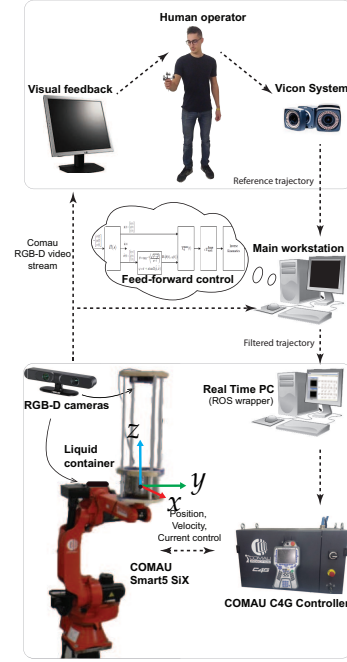 Human operator
Visual feedback
Vicon System
Reference trajectory
Comau
RGB-D video
stream
Feed-forward control
Main workstation
Filtered trajectory
RGB-D cameras
Real Time PC
(ROS wrapper)
Liquid
container
z
y
x
Position,
Velocity,
Current control
COMAU
Smart5 SiX
COMAU
C4G
COMAU C4G Controller